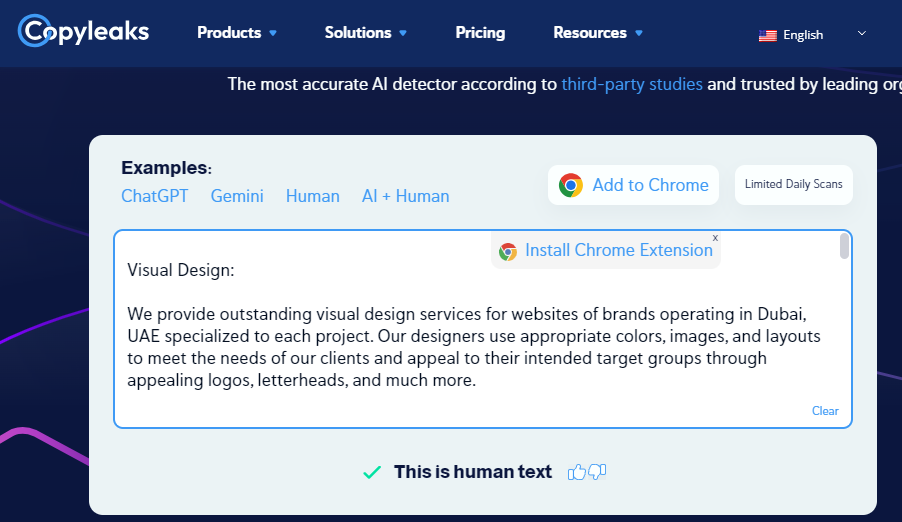 Copyleaks Products Solutions Pricing Resources English
The most accurate AI detector according to third-party studies and trusted by leading
Examples:
ChatGPT Gemini Human AI + Human
Add to Chrome
Limited Daily Scans
x
Install Chrome Extension
Visual Design:
We provide outstanding visual design services for websites of brands operating in Dubai,
UAE specialized to each project. Our designers use appropriate colors, images, and layouts
to meet the needs of our clients and appeal to their intended target groups through
appealing logos, letterheads, and much more.
Clear
This is human text